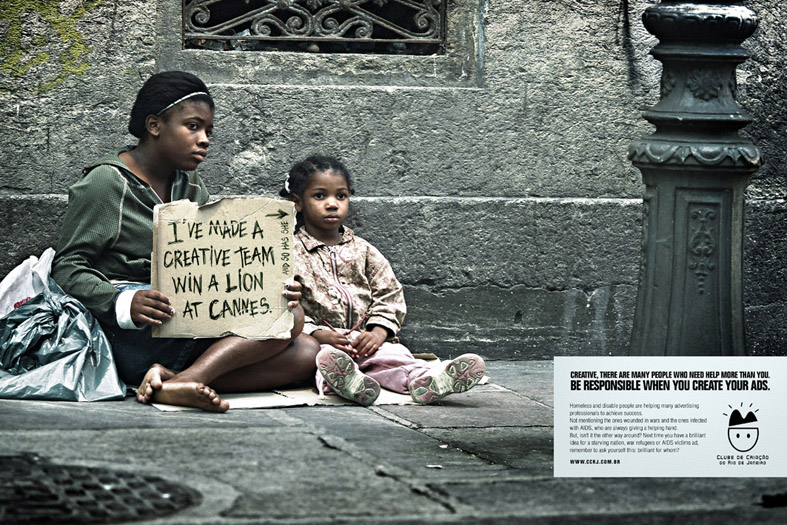 I'VE MADE A
CREATIVE TEAM
WIN A LION
AT CANNES.
AND SO HAS SHE
CREATIVE, THERE ARE MANY PEOPLE WHO NEED HELP MORE THAN YOU.
BE RESPONSIBLE WHEN YOU CREATE YOUR ADS.
Homeless and disable people are helping many advertising
professionals to achieve success.
Not mentioning the ones wounded in wars and the ones infected
with AIDS, who are always giving a helping hand.
But, isn't it the other way around? Next time you have a brilliant
idea for a starving nation, war refugies or AIDS victims ad,
remember to ask yourself this: brilliant for whom?
WWW.CCRJ.COM.BR
CLUBE DE CRIAÇÃO
DO RIO DE JANEIRO